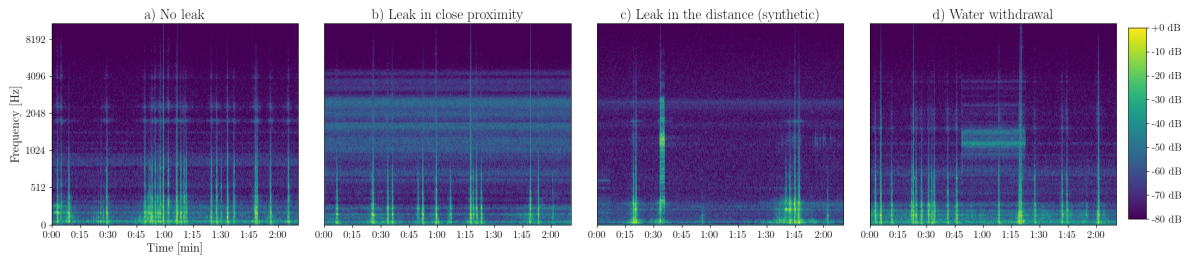 a) No leak
b) Leak in close proximity
c) Leak in the distance (synthetic)
d) Water withdrawal
Frequency [Hz]
8192
4096
2048
1024
512
0
0:00 0:15 0:30 0:45 1:00 1:15 1:30 1:45 2:00
0:00 0:15 0:30 0:45 1:00 1:15 1:30 1:45 2:00
0:00 0:15 0:30 0:45 1:00 1:15 1:30 1:45 2:00
0:00 0:15 0:30 0:45 1:00 1:15 1:30 1:45 2:00
Time [min]
+0 dB
-10 dB
-20 dB
-30 dB
-40 dB
-50 dB
-60 dB
-70 dB
-80 dB